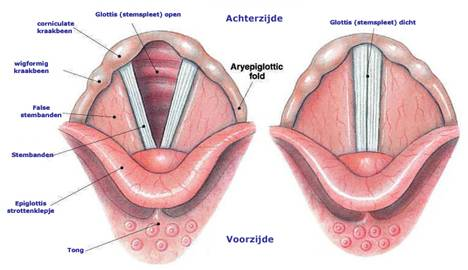 Glottis (stemspleet) open
Achterzijde
Glottis (stemspleet) dicht
corniculate
kraakbeen
wigformig
kraakbeen
Aryepiglottic
fold
False
stembanden
Stembanden
Epiglottis
strottenklepje
Tong
Voorzijde